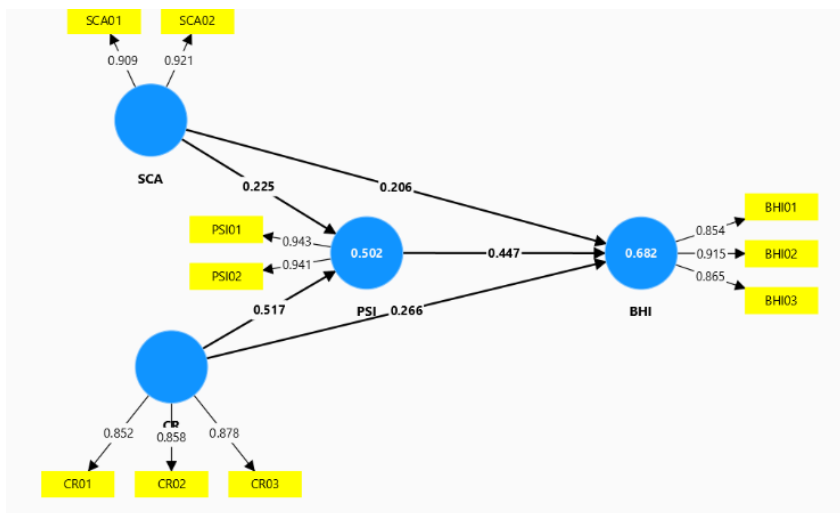 SCA01 SCA02
0.909 0.921
SCA
0.225 0.206
PSI01 0.943
PSI02 0.941
0.502
PSI
0.447
0.682
BHI
0.854 BHI01
0.915 BHI02
0.865 BHI03
0.517 0.266
CR
0.852 0.858 0.878
CR01 CR02 CR03